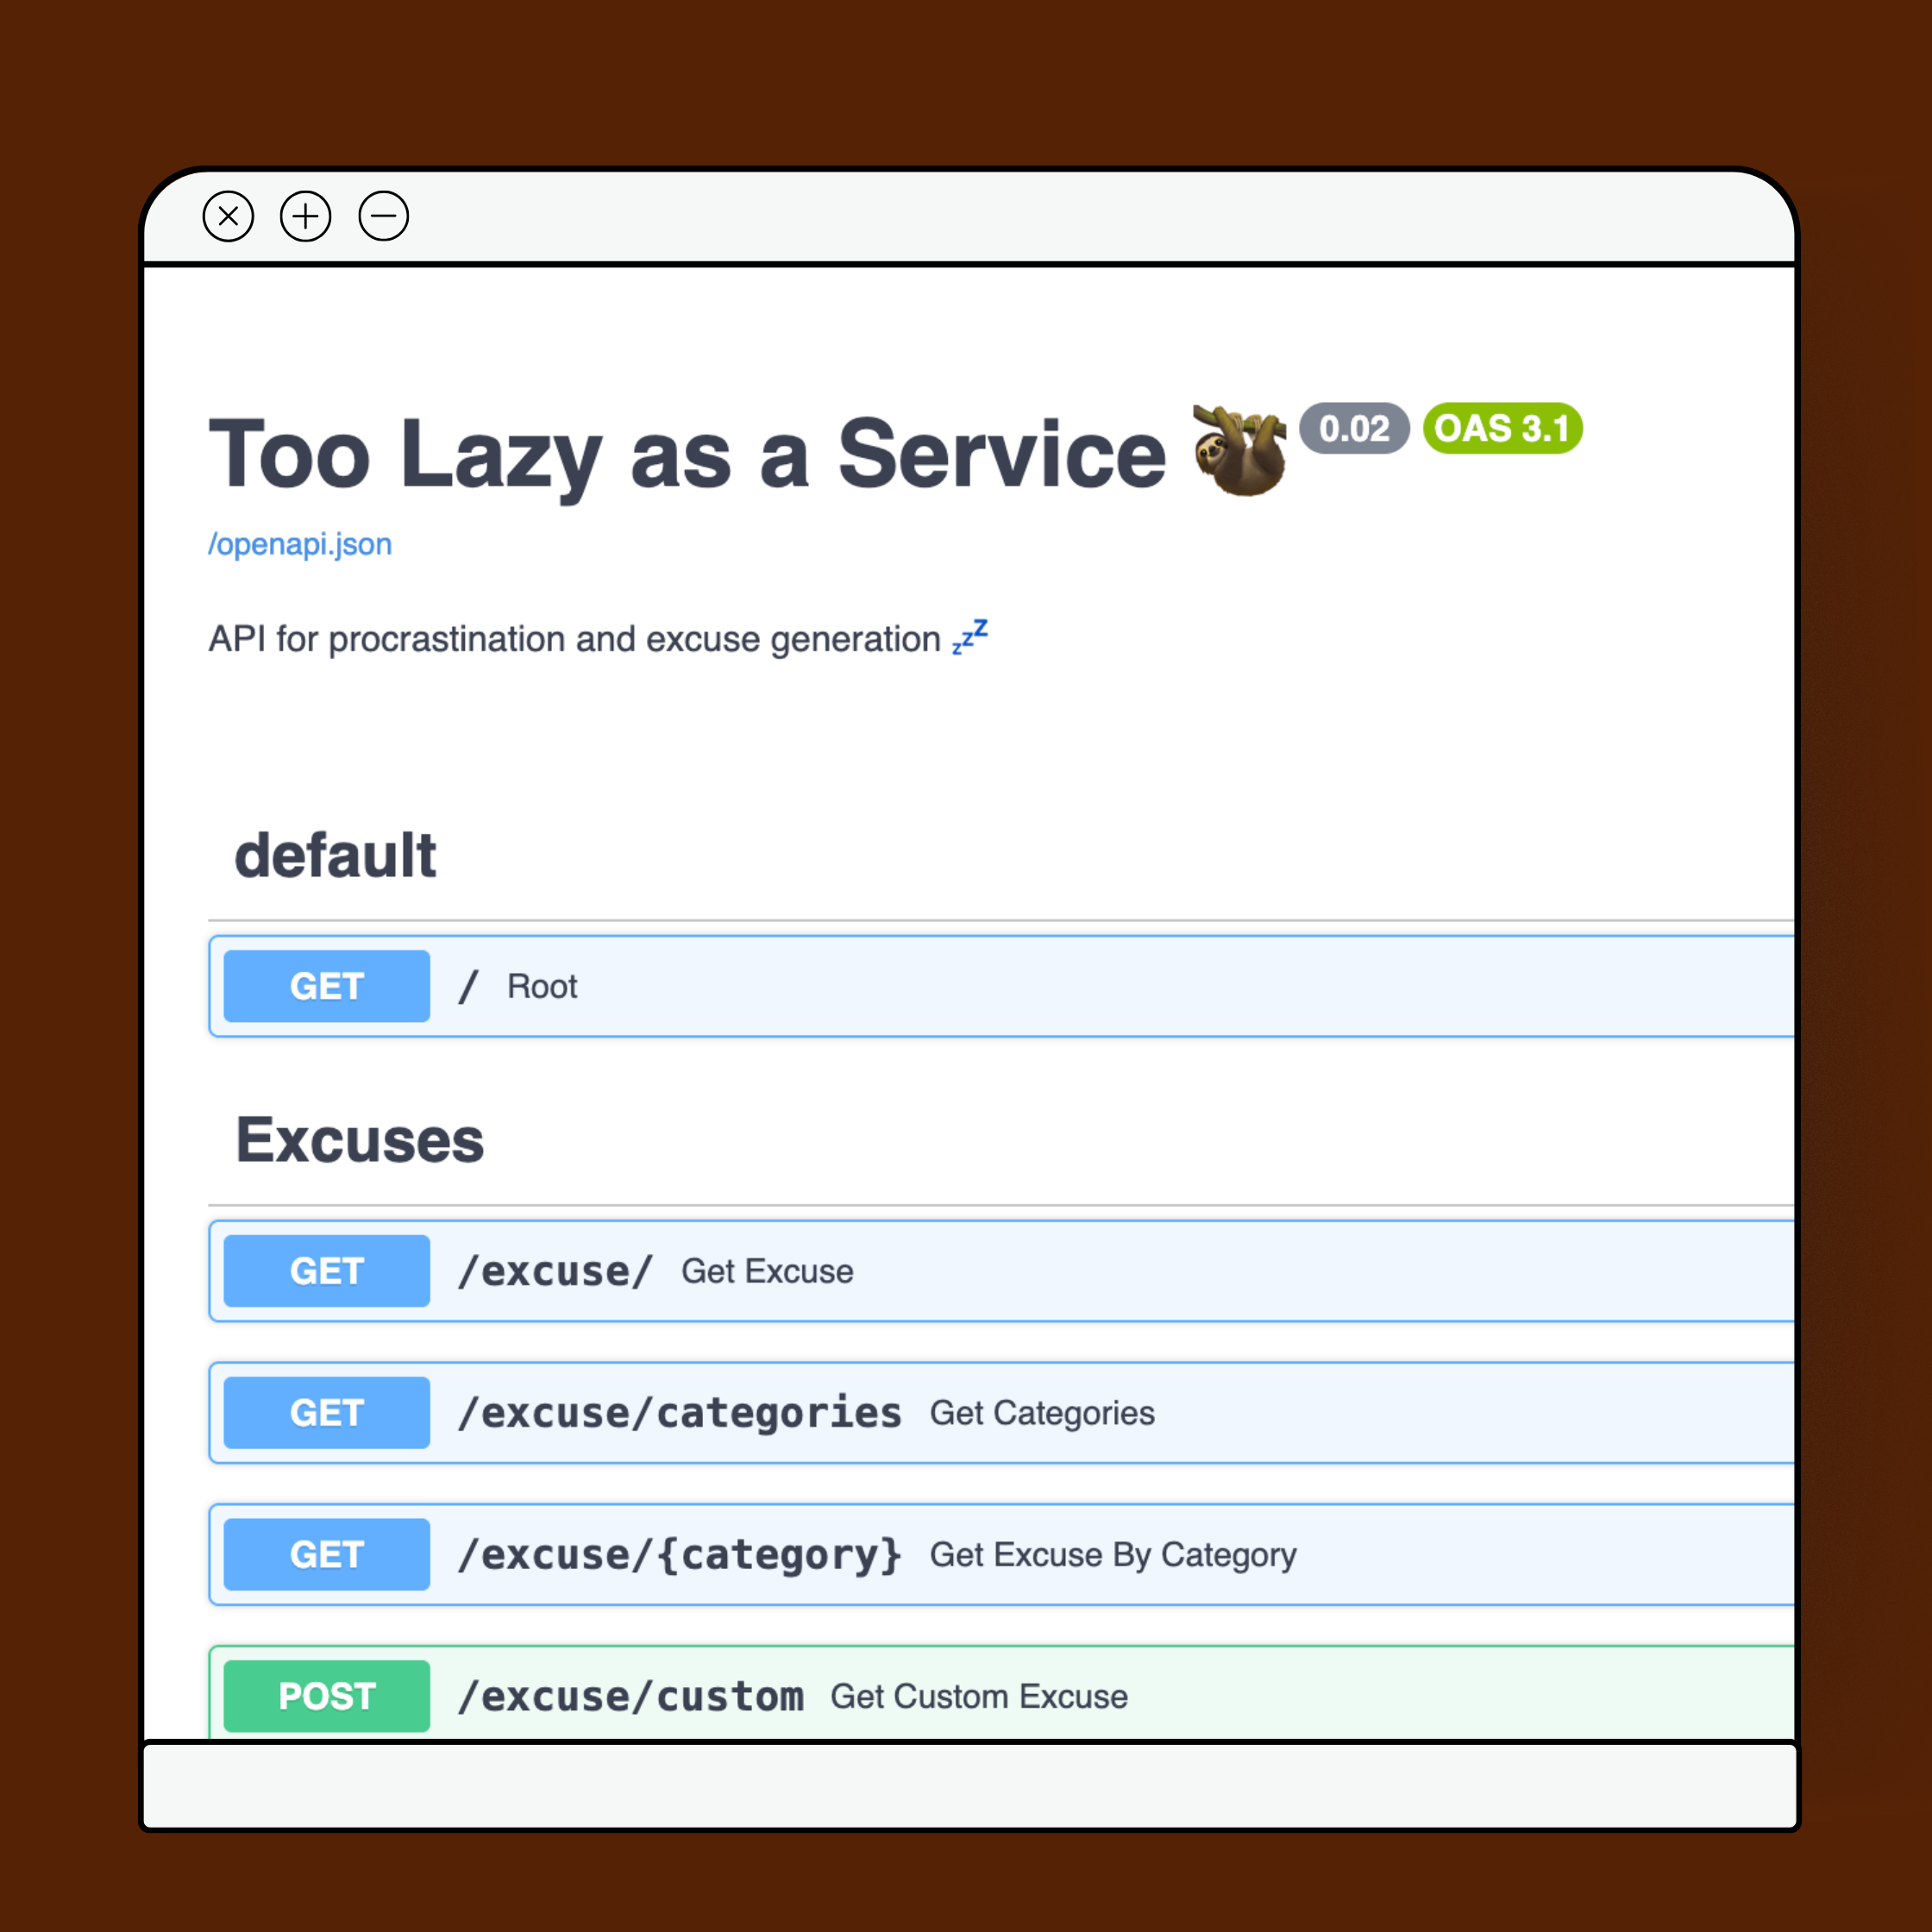 Too Lazy as a Service 🦥 0.02 OAS 3.1
/openapi.json
API for procrastination and excuse generation 💤
default
GET / Root
Excuses
GET /excuse/ Get Excuse
GET /excuse/categories Get Categories
GET /excuse/{category} Get Excuse By Category
POST /excuse/custom Get Custom Excuse